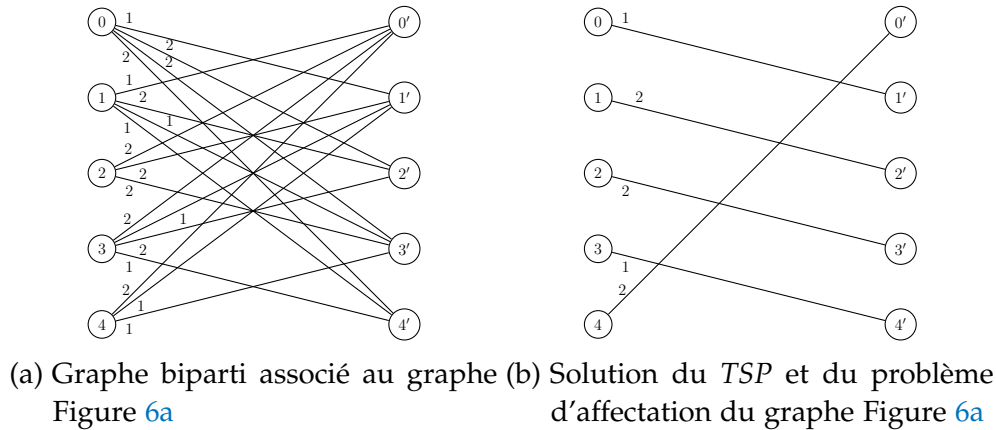 0 1 0′
2
2 2
1
1 2 1′
1
1
2
2 2 2′
2
2 1
3 2 3′
1
2
1
4 1 4′
0 1 0′
1 2 1′
2 2′
2
3 3′
1
2
4 4′
(a) Graphe biparti associé au graphe
Figure 6a
(b) Solution du TSP et du problème
d'affectation du graphe Figure 6a